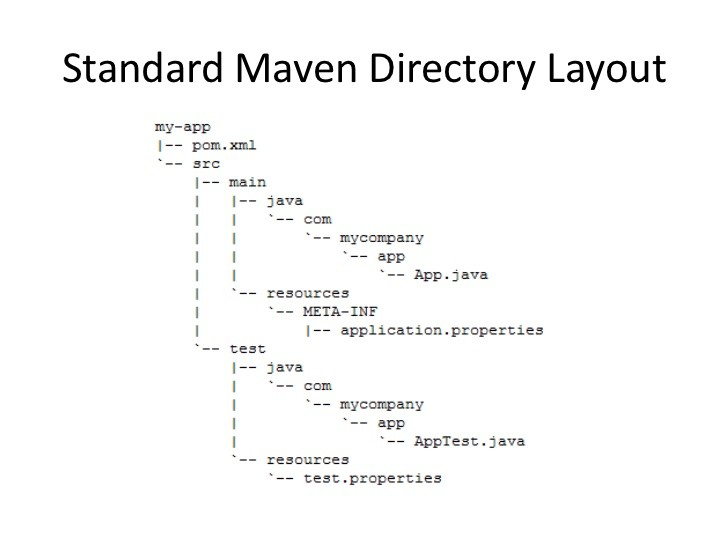 Standard Maven Directory Layout
my-app
|-- pom.xml
`-- src
    |-- main
    |   |-- java
    |   |   `-- com
    |   |       `-- mycompany
    |   |           `-- app
    |   |               `-- App.java
    |   `-- resources
    |       `-- META-INF
    |           |-- application.properties
    `-- test
        |-- java
        |   `-- com
        |       `-- mycompany
        |           `-- app
        |               `-- AppTest.java
        `-- resources
            `-- test.properties